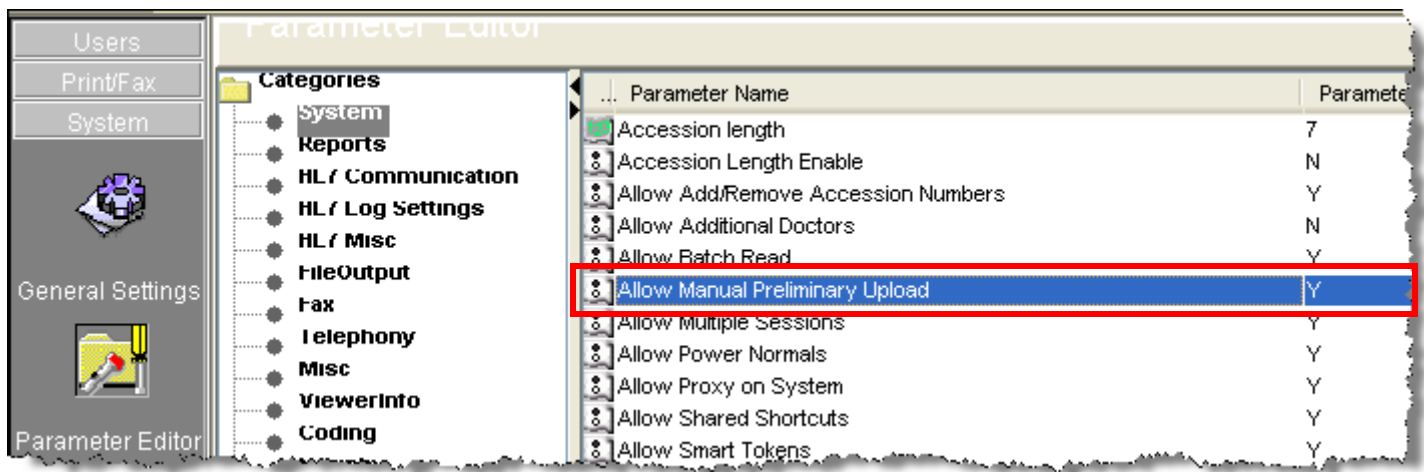 Parameter Editor
Users
Print/Fax
System
General Settings
Parameter Editor
Categories
System
Reports
HL7 Communication
HL7 Log Settings
HL7 Misc
FileOutput
Fax
Telephony
Misc
ViewerInfo
Coding
... Parameter Name Paramete
Accession length 7
Accession Length Enable N
Allow Add/Remove Accession Numbers Y
Allow Additional Doctors N
Allow Batch Read Y
Allow Manual Preliminary Upload Y
Allow Multiple Sessions Y
Allow Power Normals Y
Allow Proxy on System Y
Allow Shared Shortcuts Y
Allow Smart Tokens Y